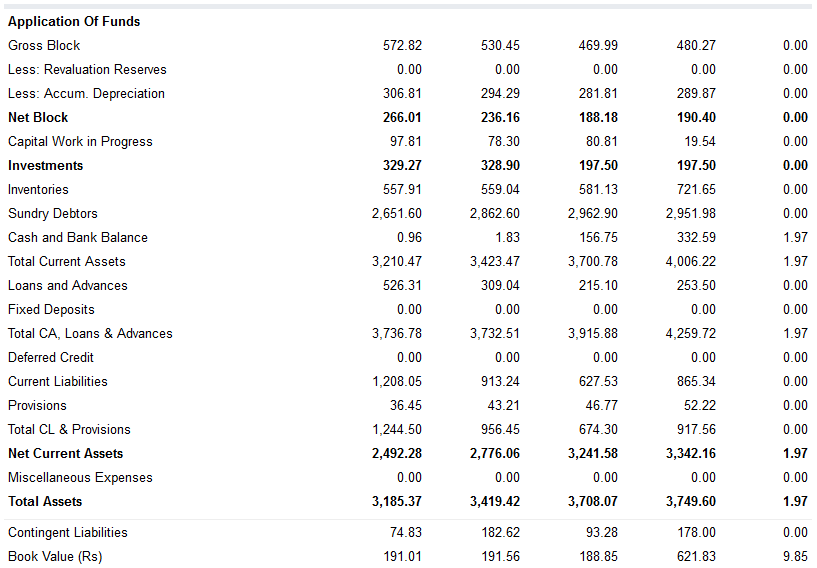 Application Of Funds
Gross Block 572.82 530.45 469.99 480.27 0.00
Less: Revaluation Reserves 0.00 0.00 0.00 0.00 0.00
Less: Accum. Depreciation 306.81 294.29 281.81 289.87 0.00
Net Block 266.01 236.16 188.18 190.40 0.00
Capital Work in Progress 97.81 78.30 80.81 19.54 0.00
Investments 329.27 328.90 197.50 197.50 0.00
Inventories 557.91 559.04 581.13 721.65 0.00
Sundry Debtors 2,651.60 2,862.60 2,962.90 2,951.98 0.00
Cash and Bank Balance 0.96 1.83 156.75 332.59 1.97
Total Current Assets 3,210.47 3,423.47 3,700.78 4,006.22 1.97
Loans and Advances 526.31 309.04 215.10 253.50 0.00
Fixed Deposits 0.00 0.00 0.00 0.00 0.00
Total CA, Loans & Advances 3,736.78 3,732.51 3,915.88 4,259.72 1.97
Deferred Credit 0.00 0.00 0.00 0.00 0.00
Current Liabilities 1,208.05 913.24 627.53 865.34 0.00
Provisions 36.45 43.21 46.77 52.22 0.00
Total CL & Provisions 1,244.50 956.45 674.30 917.56 0.00
Net Current Assets 2,492.28 2,776.06 3,241.58 3,342.16 1.97
Miscellaneous Expenses 0.00 0.00 0.00 0.00 0.00
Total Assets 3,185.37 3,419.42 3,708.07 3,749.60 1.97
Contingent Liabilities 74.83 182.62 93.28 178.00 0.00
Book Value (Rs) 191.01 191.56 188.85 621.83 9.85